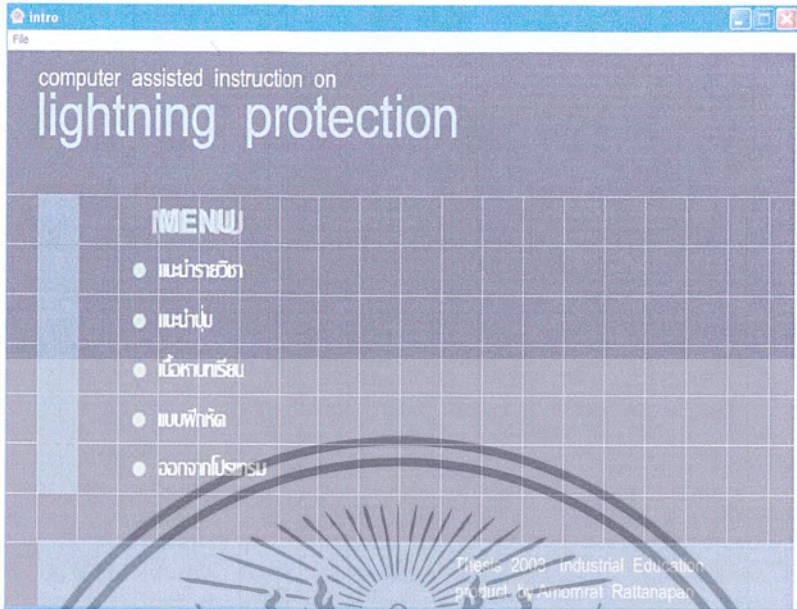 intro
File
computer assisted instruction on
lightning protection
MENU
แนะนำรายวิชา
แนะนำปุ่ม
เนื้อหาบทเรียน
แบบฝึกหัด
ออกจากโปรแกรม
Thesis 2003 Industrial Education
product by Amornrat Rattanapan